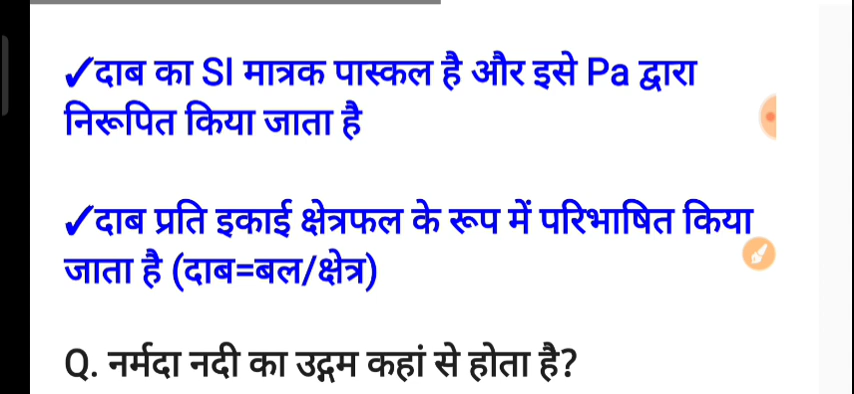 ✓दाब का SI मात्रक पास्कल है और इसे Pa द्वारा
निरूपित किया जाता है
✓दाब प्रति इकाई क्षेत्रफल के रूप में परिभाषित किया
जाता है (दाब=बल/क्षेत्र)
Q. नर्मदा नदी का उद्गम कहां से होता है?